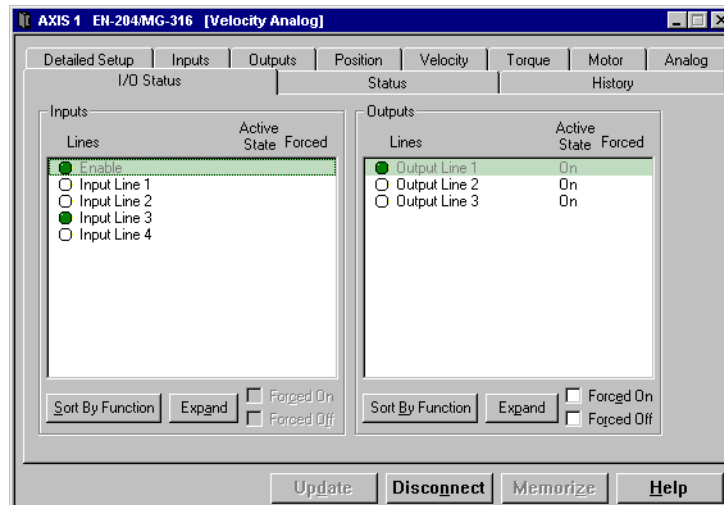 AXIS 1 EN-204/MG-316 [Velocity Analog]
Detailed Setup Inputs Outputs Position Velocity Torque Motor Analog
I/O Status Status History
Inputs
Lines Active State Forced
Enable
Input Line 1
Input Line 2
Input Line 3
Input Line 4
Sort By Function Expand Forced On
Forced Off
Outputs
Lines Active State Forced
Output Line 1 On
Output Line 2 On
Output Line 3 On
Sort By Function Expand Forced On
Forced Off
Update Disconnect Memorize Help